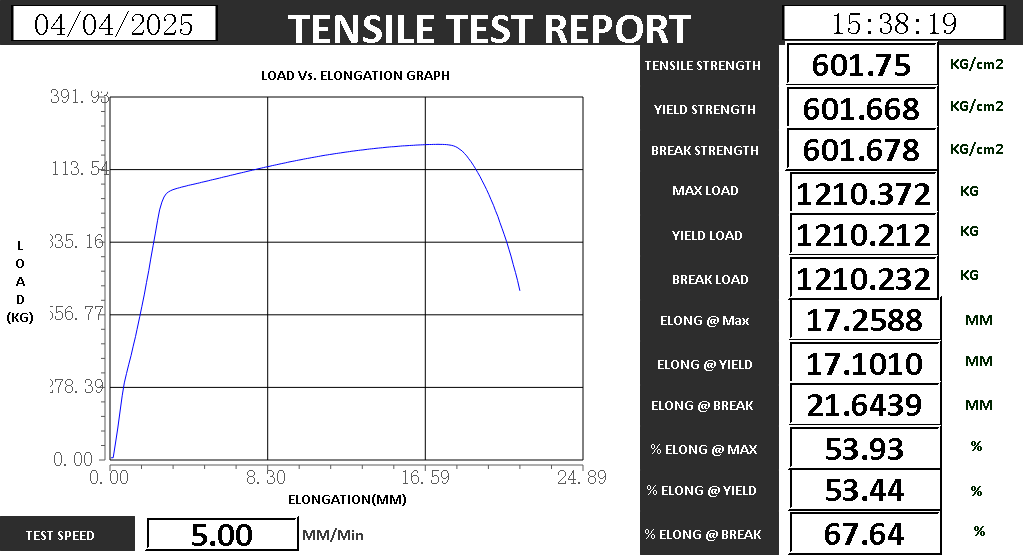 04/04/2025
TENSILE TEST REPORT
15:38:19
LOAD Vs. ELONGATION GRAPH
391.93
113.54
835.16
556.77
278.39
0.00
LOAD
(KG)
0.00 8.30 16.59 24.89
ELONGATION(MM)
TEST SPEED 5.00 MM/Min
TENSILE STRENGTH 601.75 KG/cm2
YIELD STRENGTH 601.668 KG/cm2
BREAK STRENGTH 601.678 KG/cm2
MAX LOAD 1210.372 KG
YIELD LOAD 1210.212 KG
BREAK LOAD 1210.232 KG
ELONG @ Max 17.2588 MM
ELONG @ YIELD 17.1010 MM
ELONG @ BREAK 21.6439 MM
% ELONG @ MAX 53.93 %
% ELONG @ YIELD 53.44 %
% ELONG @ BREAK 67.64 %